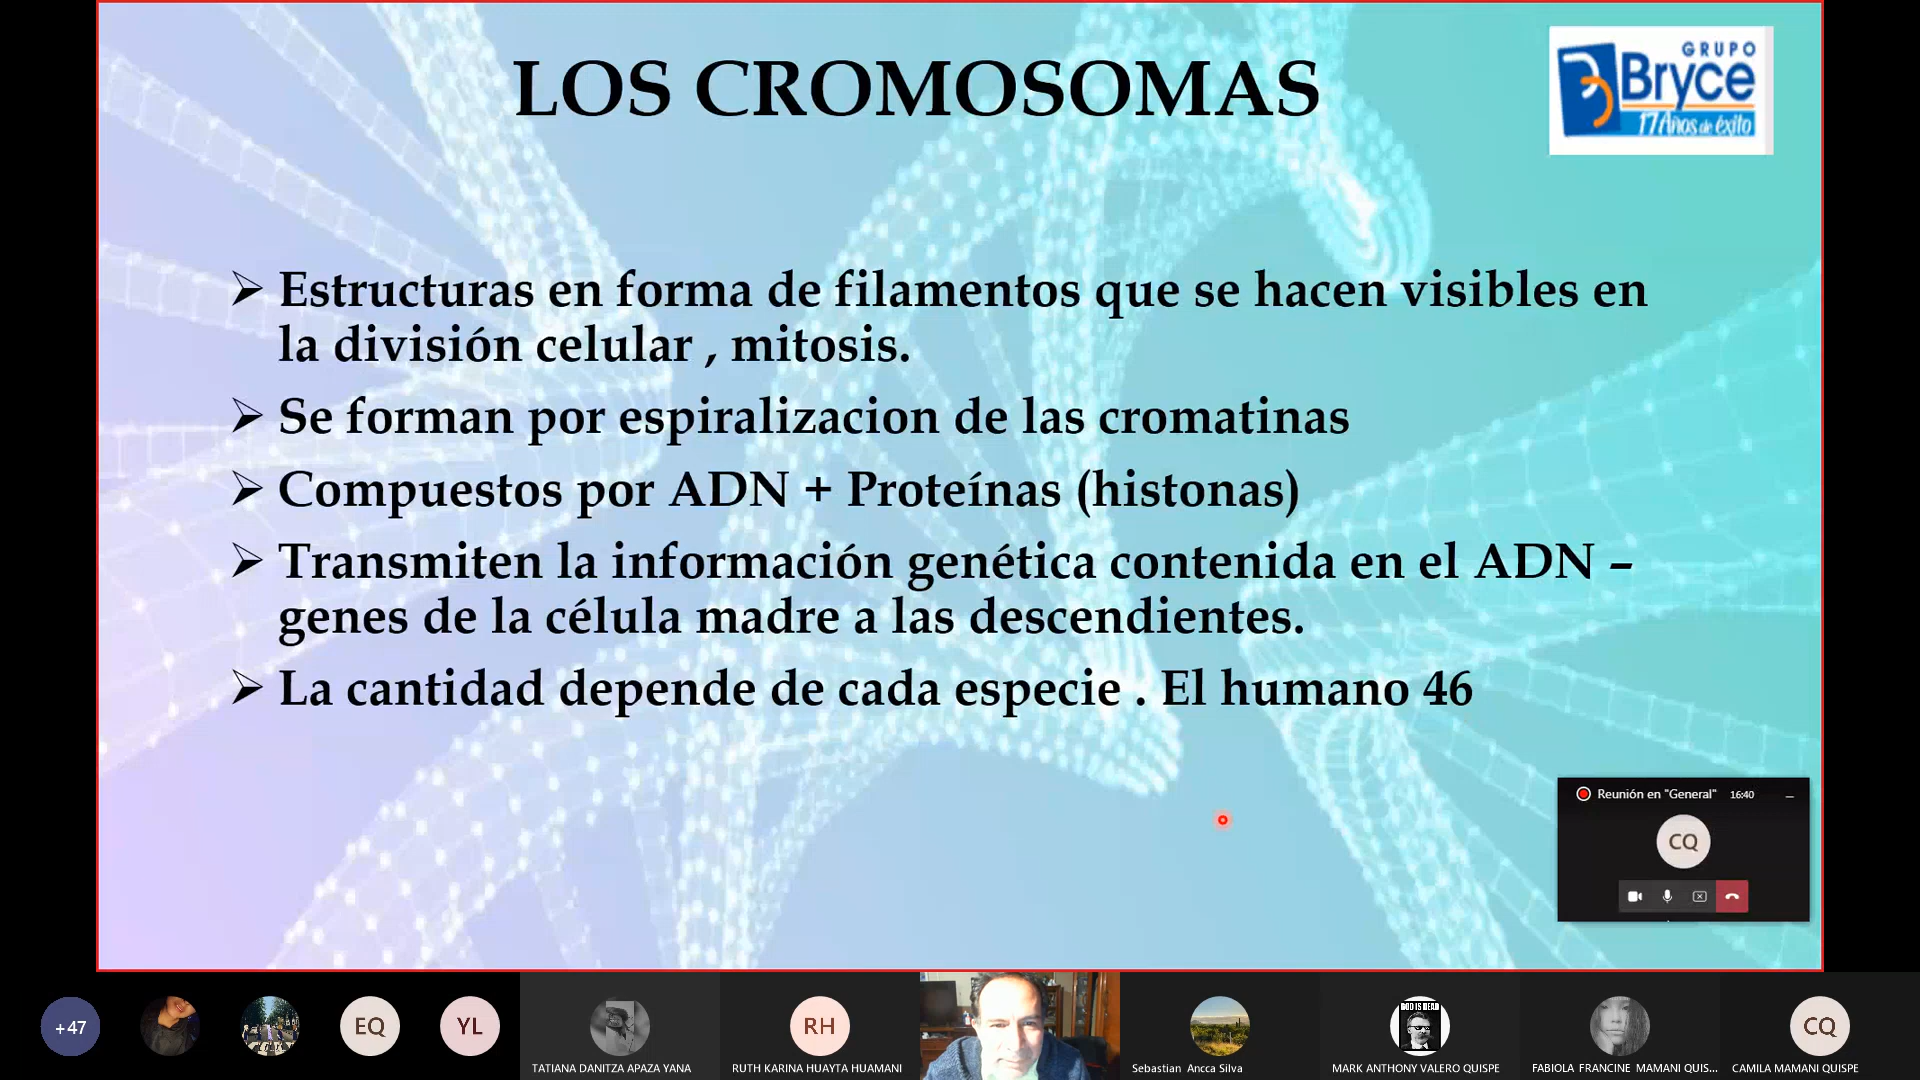 LOS CROMOSOMAS
GRUPO
Bryce
17 Años de éxito
➢ Estructuras en forma de filamentos que se hacen visibles en
la división celular , mitosis.
➢ Se forman por espiralizacion de las cromatinas
➢ Compuestos por ADN + Proteínas (histonas)
➢ Transmiten la información genética contenida en el ADN –
genes de la célula madre a las descendientes.
➢ La cantidad depende de cada especie . El humano 46
Reunión en "General" 16:40
CQ
+47
EQ
YL
TATIANA DANITZA APAZA YANA
RH
RUTH KARINA HUAYTA HUAMANI
Sebastian Ancca Silva
GOD IS DEAD
MARK ANTHONY VALERO QUISPE
FABIOLA FRANCINE MAMANI QUIS...
CQ
CAMILA MAMANI QUISPE